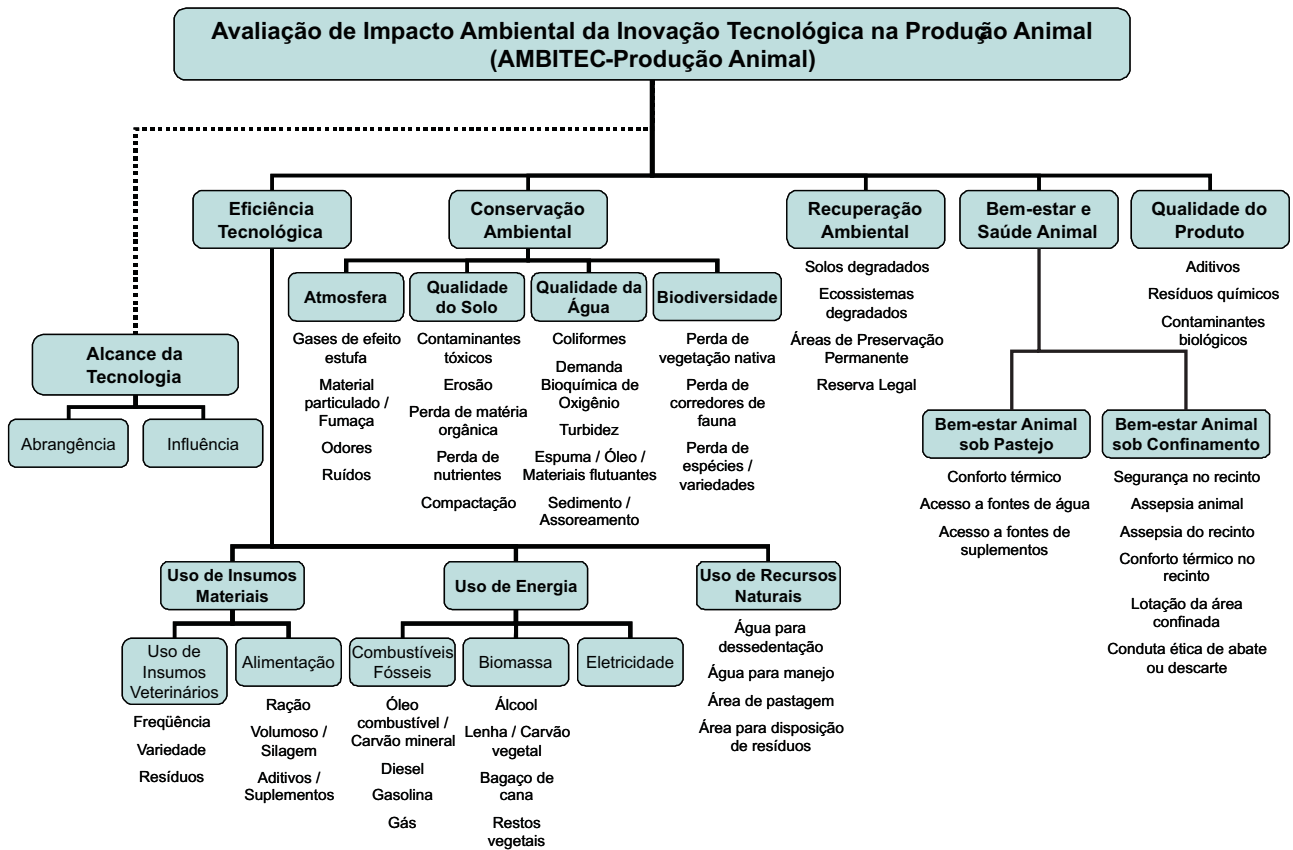 Avaliação de Impacto Ambiental da Inovação Tecnológica na Produção Animal
(AMBITEC-Produção Animal)
Eficiência
Tecnológica
Conservação
Ambiental
Recuperação
Ambiental
Bem-estar e
Saúde Animal
Qualidade do
Produto
Alcance da
Tecnologia
Abrangência
Influência
Atmosfera
Gases de efeito
estufa
Material
particulado /
Fumaça
Odores
Ruídos
Qualidade
do Solo
Contaminantes
tóxicos
Erosão
Perda de matéria
orgânica
Perda de
nutrientes
Compactação
Qualidade da
Água
Coliformes
Demanda
Bioquímica de
Oxigênio
Turbidez
Espuma / Óleo /
Materiais flutuantes
Sedimento /
Assoreamento
Biodiversidade
Perda de
vegetação nativa
Perda de
corredores de
fauna
Perda de
espécies /
variedades
Solos degradados
Ecossistemas
degradados
Áreas de Preservação
Permanente
Reserva Legal
Aditivos
Resíduos químicos
Contaminantes
biológicos
Bem-estar Animal
sob Pastejo
Conforto térmico
Acesso a fontes de água
Acesso a fontes de
suplementos
Bem-estar Animal
sob Confinamento
Segurança no recinto
Assepsia animal
Assepsia do recinto
Conforto térmico no
recinto
Lotação da área
confinada
Conduta ética de abate
ou descarte
Uso de Insumos
Materiais
Uso de Energia
Uso de Recursos
Naturais
Uso de
Insumos
Veterinários
Freqüência
Variedade
Resíduos
Alimentação
Ração
Volumoso /
Silagem
Aditivos /
Suplementos
Combustíveis
Fósseis
Óleo
combustível /
Carvão mineral
Diesel
Gasolina
Gás
Biomassa
Álcool
Lenha / Carvão
vegetal
Bagaço de
cana
Restos
vegetais
Eletricidade
Água para
dessedentação
Água para manejo
Área de pastagem
Área para disposição
de resíduos